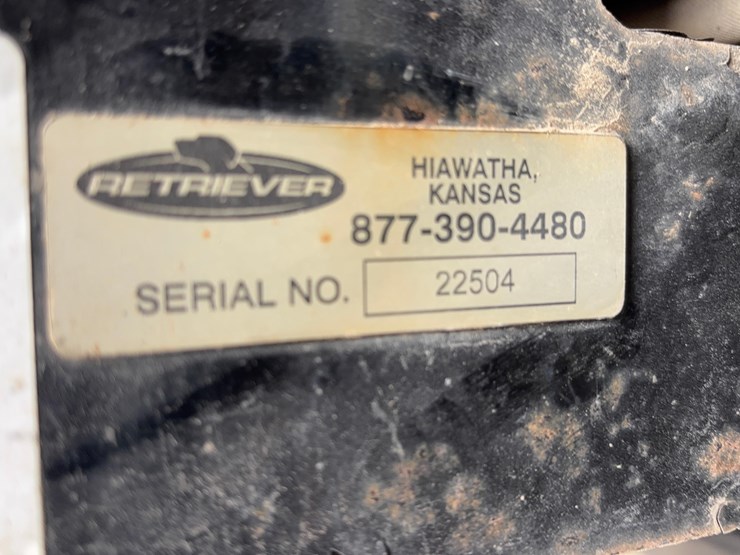 RETRIEVER
HIAWATHA,
KANSAS
877-390-4480
SERIAL NO. 22504